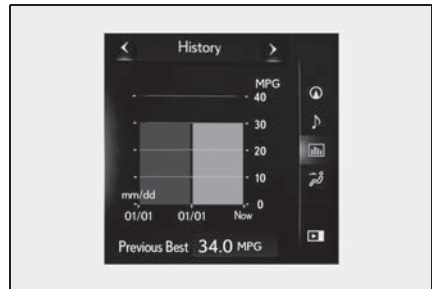 History
MPG
40
30
20
10
0
mm/dd
01/01 01/01 Now
Previous Best 34.0 MPG